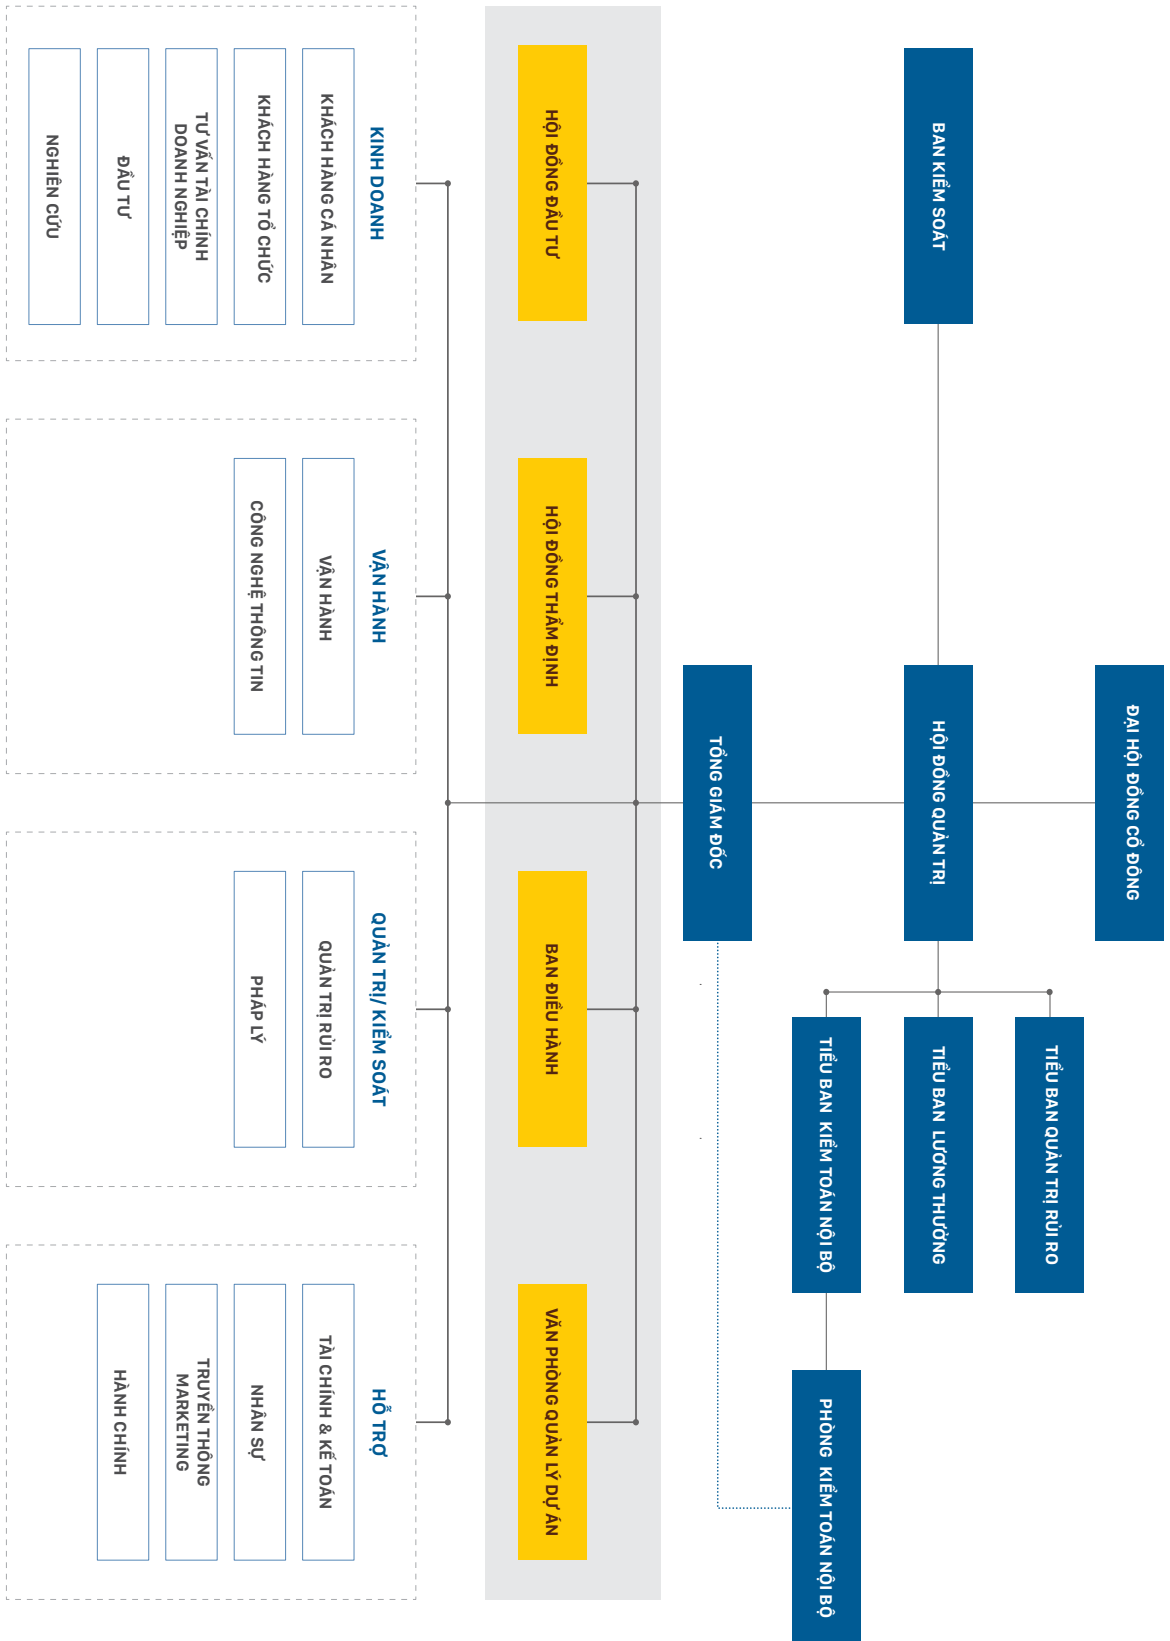 ĐẠI HỘI ĐỒNG CỔ ĐÔNG
BAN KIỂM SOÁT
HỘI ĐỒNG QUẢN TRỊ
TIỂU BAN QUẢN TRỊ RỦI RO
TIỂU BAN LƯƠNG THƯỞNG
TIỂU BAN KIỂM TOÁN NỘI BỘ
PHÒNG KIỂM TOÁN NỘI BỘ
TỔNG GIÁM ĐỐC
HỘI ĐỒNG ĐẦU TƯ
HỘI ĐỒNG THẨM ĐỊNH
BAN ĐIỀU HÀNH
VĂN PHÒNG QUẢN LÝ DỰ ÁN
KINH DOANH
KHÁCH HÀNG CÁ NHÂN
KHÁCH HÀNG TỔ CHỨC
TƯ VẤN TÀI CHÍNH
DOANH NGHIỆP
ĐẦU TƯ
NGHIÊN CỨU
VẬN HÀNH
VẬN HÀNH
CÔNG NGHỆ THÔNG TIN
QUẢN TRỊ/ KIỂM SOÁT
QUẢN TRỊ RỦI RO
PHÁP LÝ
HỖ TRỢ
TÀI CHÍNH & KẾ TOÁN
NHÂN SỰ
TRUYỀN THÔNG
MARKETING
HÀNH CHÍNH